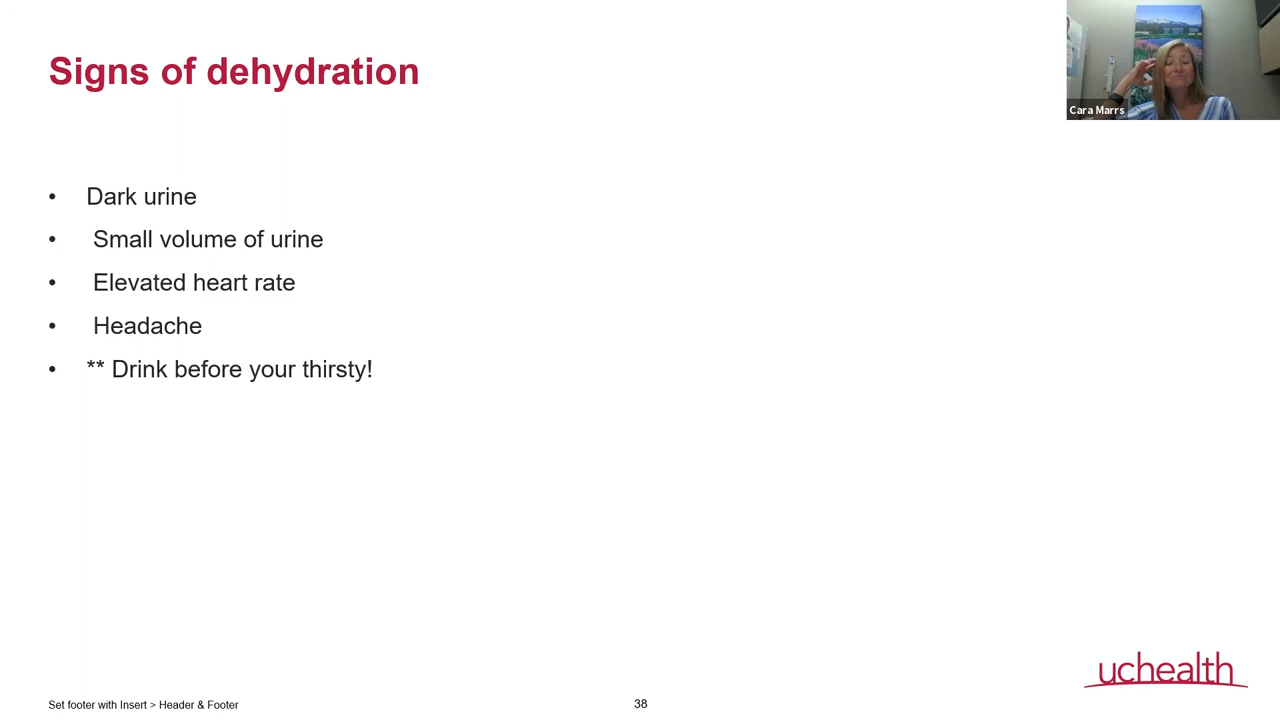 Signs of dehydration
Cara Marrs
• Dark urine
• Small volume of urine
• Elevated heart rate
• Headache
• ** Drink before your thirsty!
uchealth
Set footer with Insert > Header & Footer
38